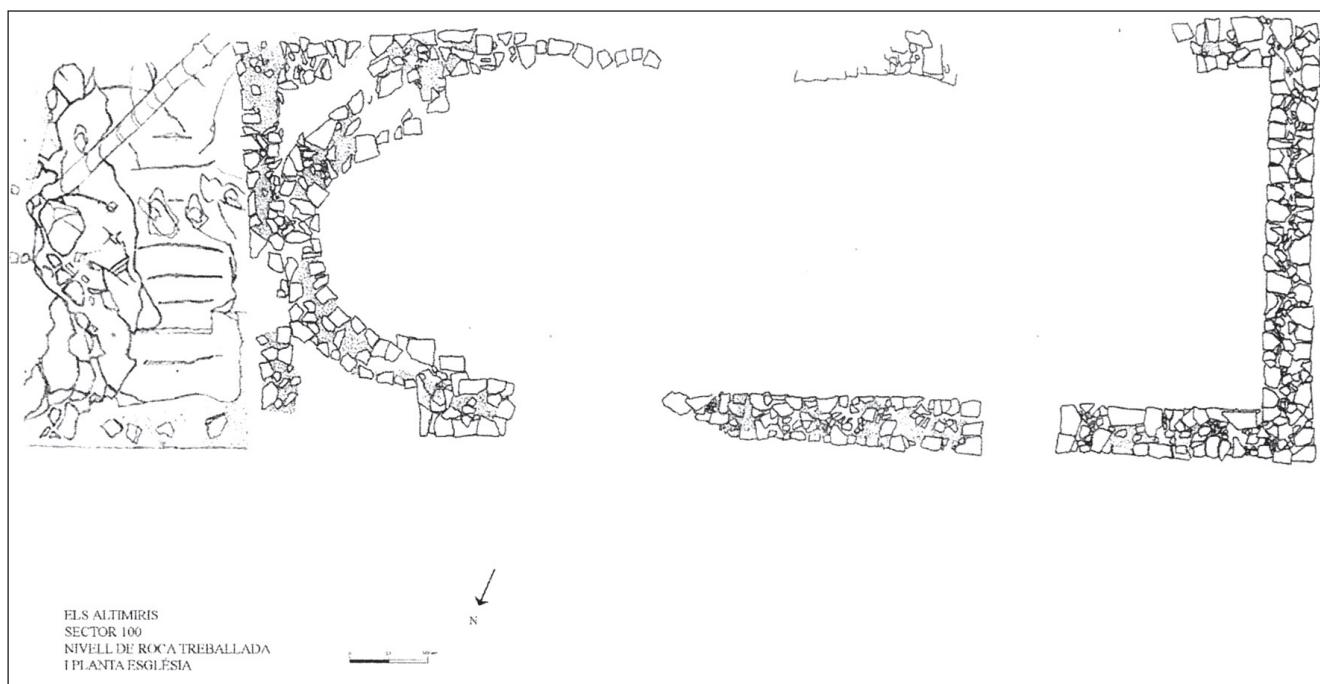 ELS ALTIMIRIS
SECTOR 100
NIVELL DE ROCA TREBALLADA
I PLANTA ESGLÉSIA
N